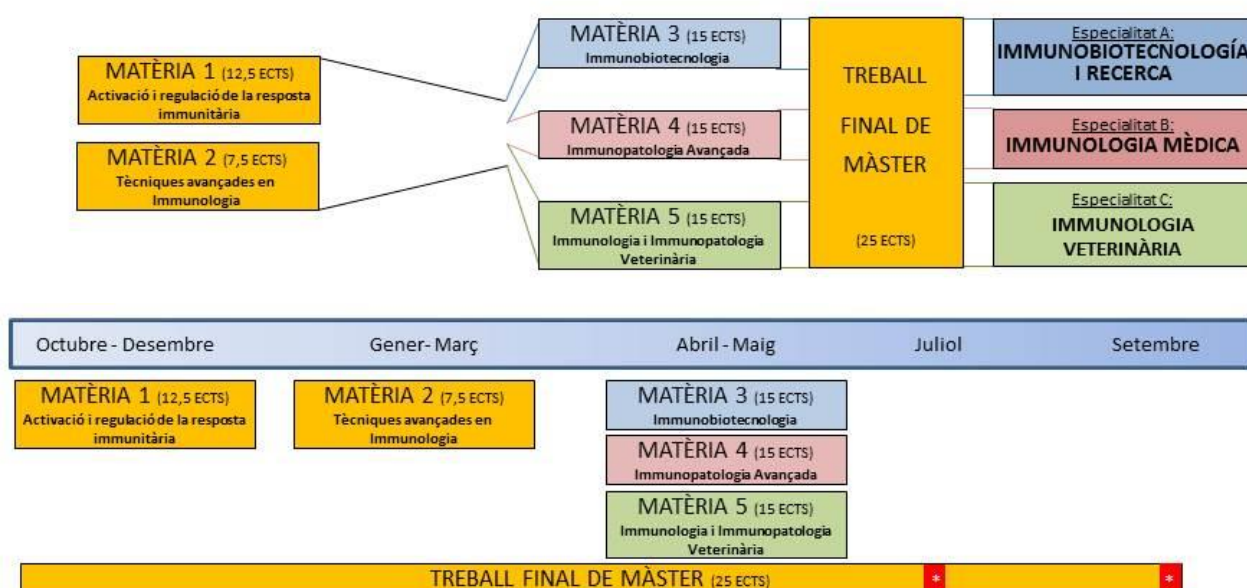 MATÈRIA 1 (12,5 ECTS)
Activació i regulació de la resposta
immunitària
MATÈRIA 2 (7,5 ECTS)
Tècniques avançades en
Immunologia
MATÈRIA 3 (15 ECTS)
Immunobiotecnologia
MATÈRIA 4 (15 ECTS)
Immunopatologia Avançada
MATÈRIA 5 (15 ECTS)
Immunologia i Immunopatologia
Veterinària
TREBALL
FINAL DE
MÀSTER
(25 ECTS)
Especialitat A:
IMMUNOBIOTECNOLOGÍA
I RECERCA
Especialitat B:
IMMUNOLOGIA MÈDICA
Especialitat C:
IMMUNOLOGIA
VETERINÀRIA
Octubre - Desembre Gener- Març Abril - Maig Juliol Setembre
MATÈRIA 1 (12,5 ECTS)
Activació i regulació de la resposta
immunitària
MATÈRIA 2 (7,5 ECTS)
Tècniques avançades en
Immunologia
MATÈRIA 3 (15 ECTS)
Immunobiotecnologia
MATÈRIA 4 (15 ECTS)
Immunopatologia Avançada
MATÈRIA 5 (15 ECTS)
Immunologia i Immunopatologia
Veterinària
TREBALL FINAL DE MÀSTER (25 ECTS) * *